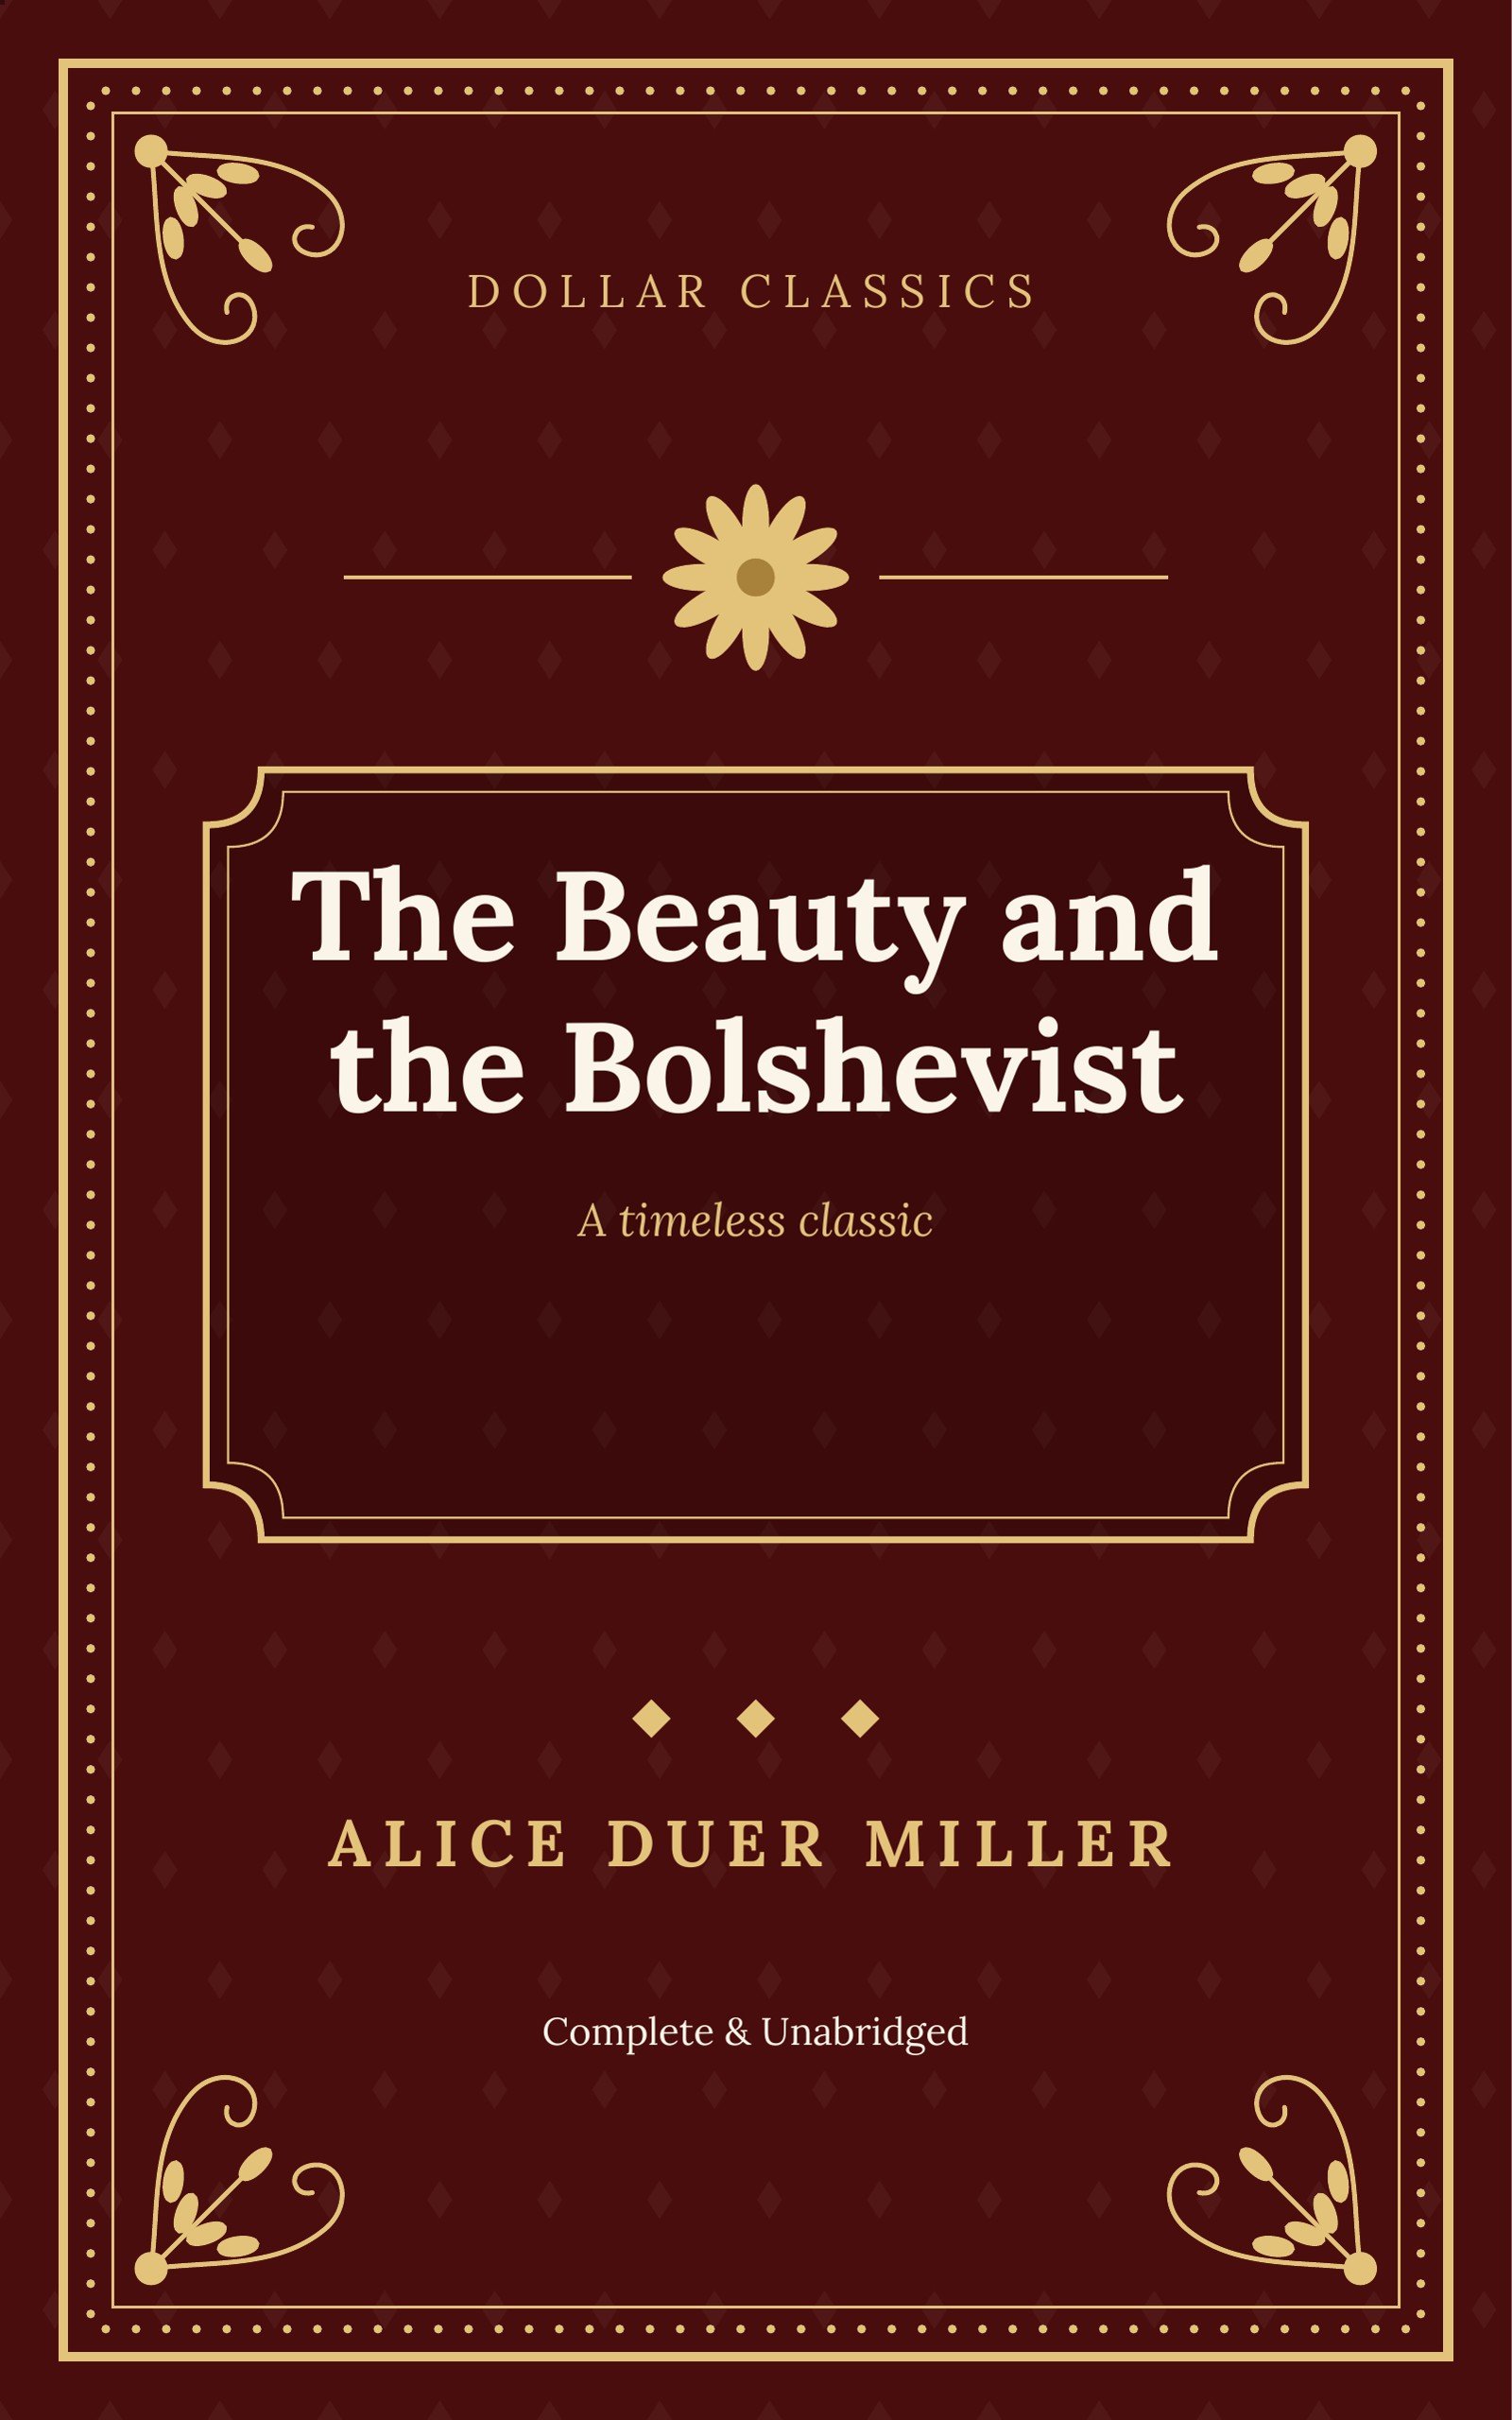 DOLLAR CLASSICS
The Beauty and
the Bolshevist
A timeless classic
ALICE DUER MILLER
Complete & Unabridged